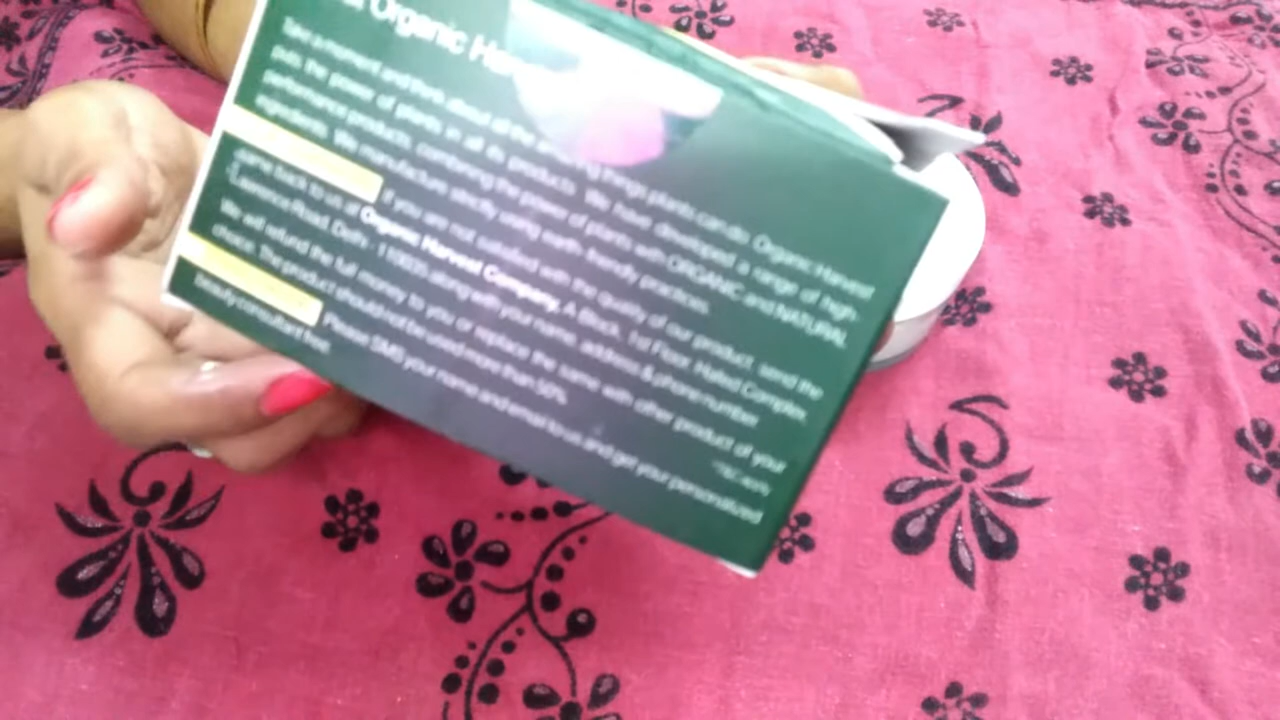 Organic Har
Take a moment and think about all the amazing things plants can do. Organic Harvest
puts the power of plants in all its products. We have developed a range of high-
performance products, combining the power of plants with ORGANIC and NATURAL
ingredients. We manufacture strictly using earth-friendly practices.
If you are not satisfied with the quality of our product, send the
same back to us at Organic Harvest Company, A Block, 1st Floor, Complex,
Lawrence Road, Delhi - 110035 along with your name, address & phone number.
We will refund the full money to you or replace the same with other product of your
choice. The product should not be used more than 50%.
Please SMS your name and email to us and get your personalized
beauty consultant free.